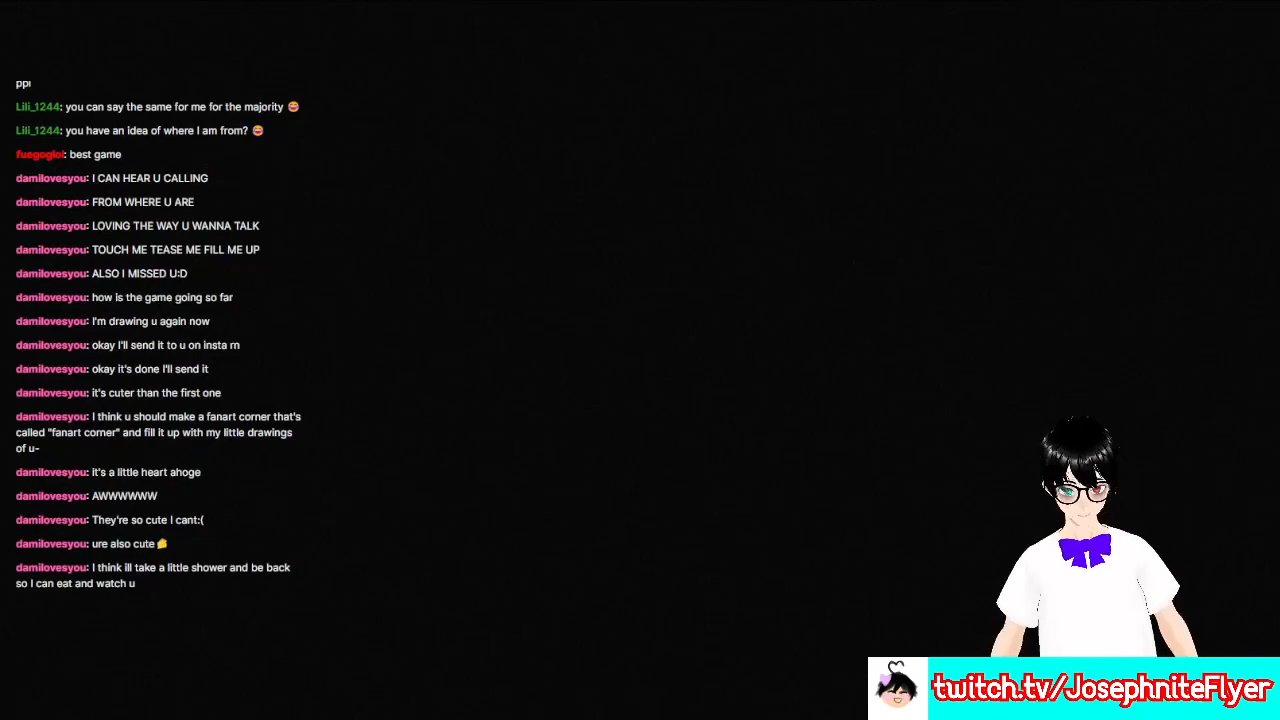 Lili_1244: you can say the same for me for the majority 😂
Lili_1244: you have an idea of where I am from? 😂
fuegoglol: best game
damilovesyou: I CAN HEAR U CALLING
damilovesyou: FROM WHERE U ARE
damilovesyou: LOVING THE WAY U WANNA TALK
damilovesyou: TOUCH ME TEASE ME FILL ME UP
damilovesyou: ALSO I MISSED U:D
damilovesyou: how is the game going so far
damilovesyou: I'm drawing u again now
damilovesyou: okay I'll send it to u on insta rn
damilovesyou: okay it's done I'll send it
damilovesyou: it's cuter than the first one
damilovesyou: I think u should make a fanart corner that's
called "fanart corner" and fill it up with my little drawings
of u-
damilovesyou: it's a little heart ahoge
damilovesyou: AWWWWWW
damilovesyou: They're so cute I cant:(
damilovesyou: ure also cute🧀
damilovesyou: I think ill take a little shower and be back
so I can eat and watch u
twitch.tv/JosephniteFlyer